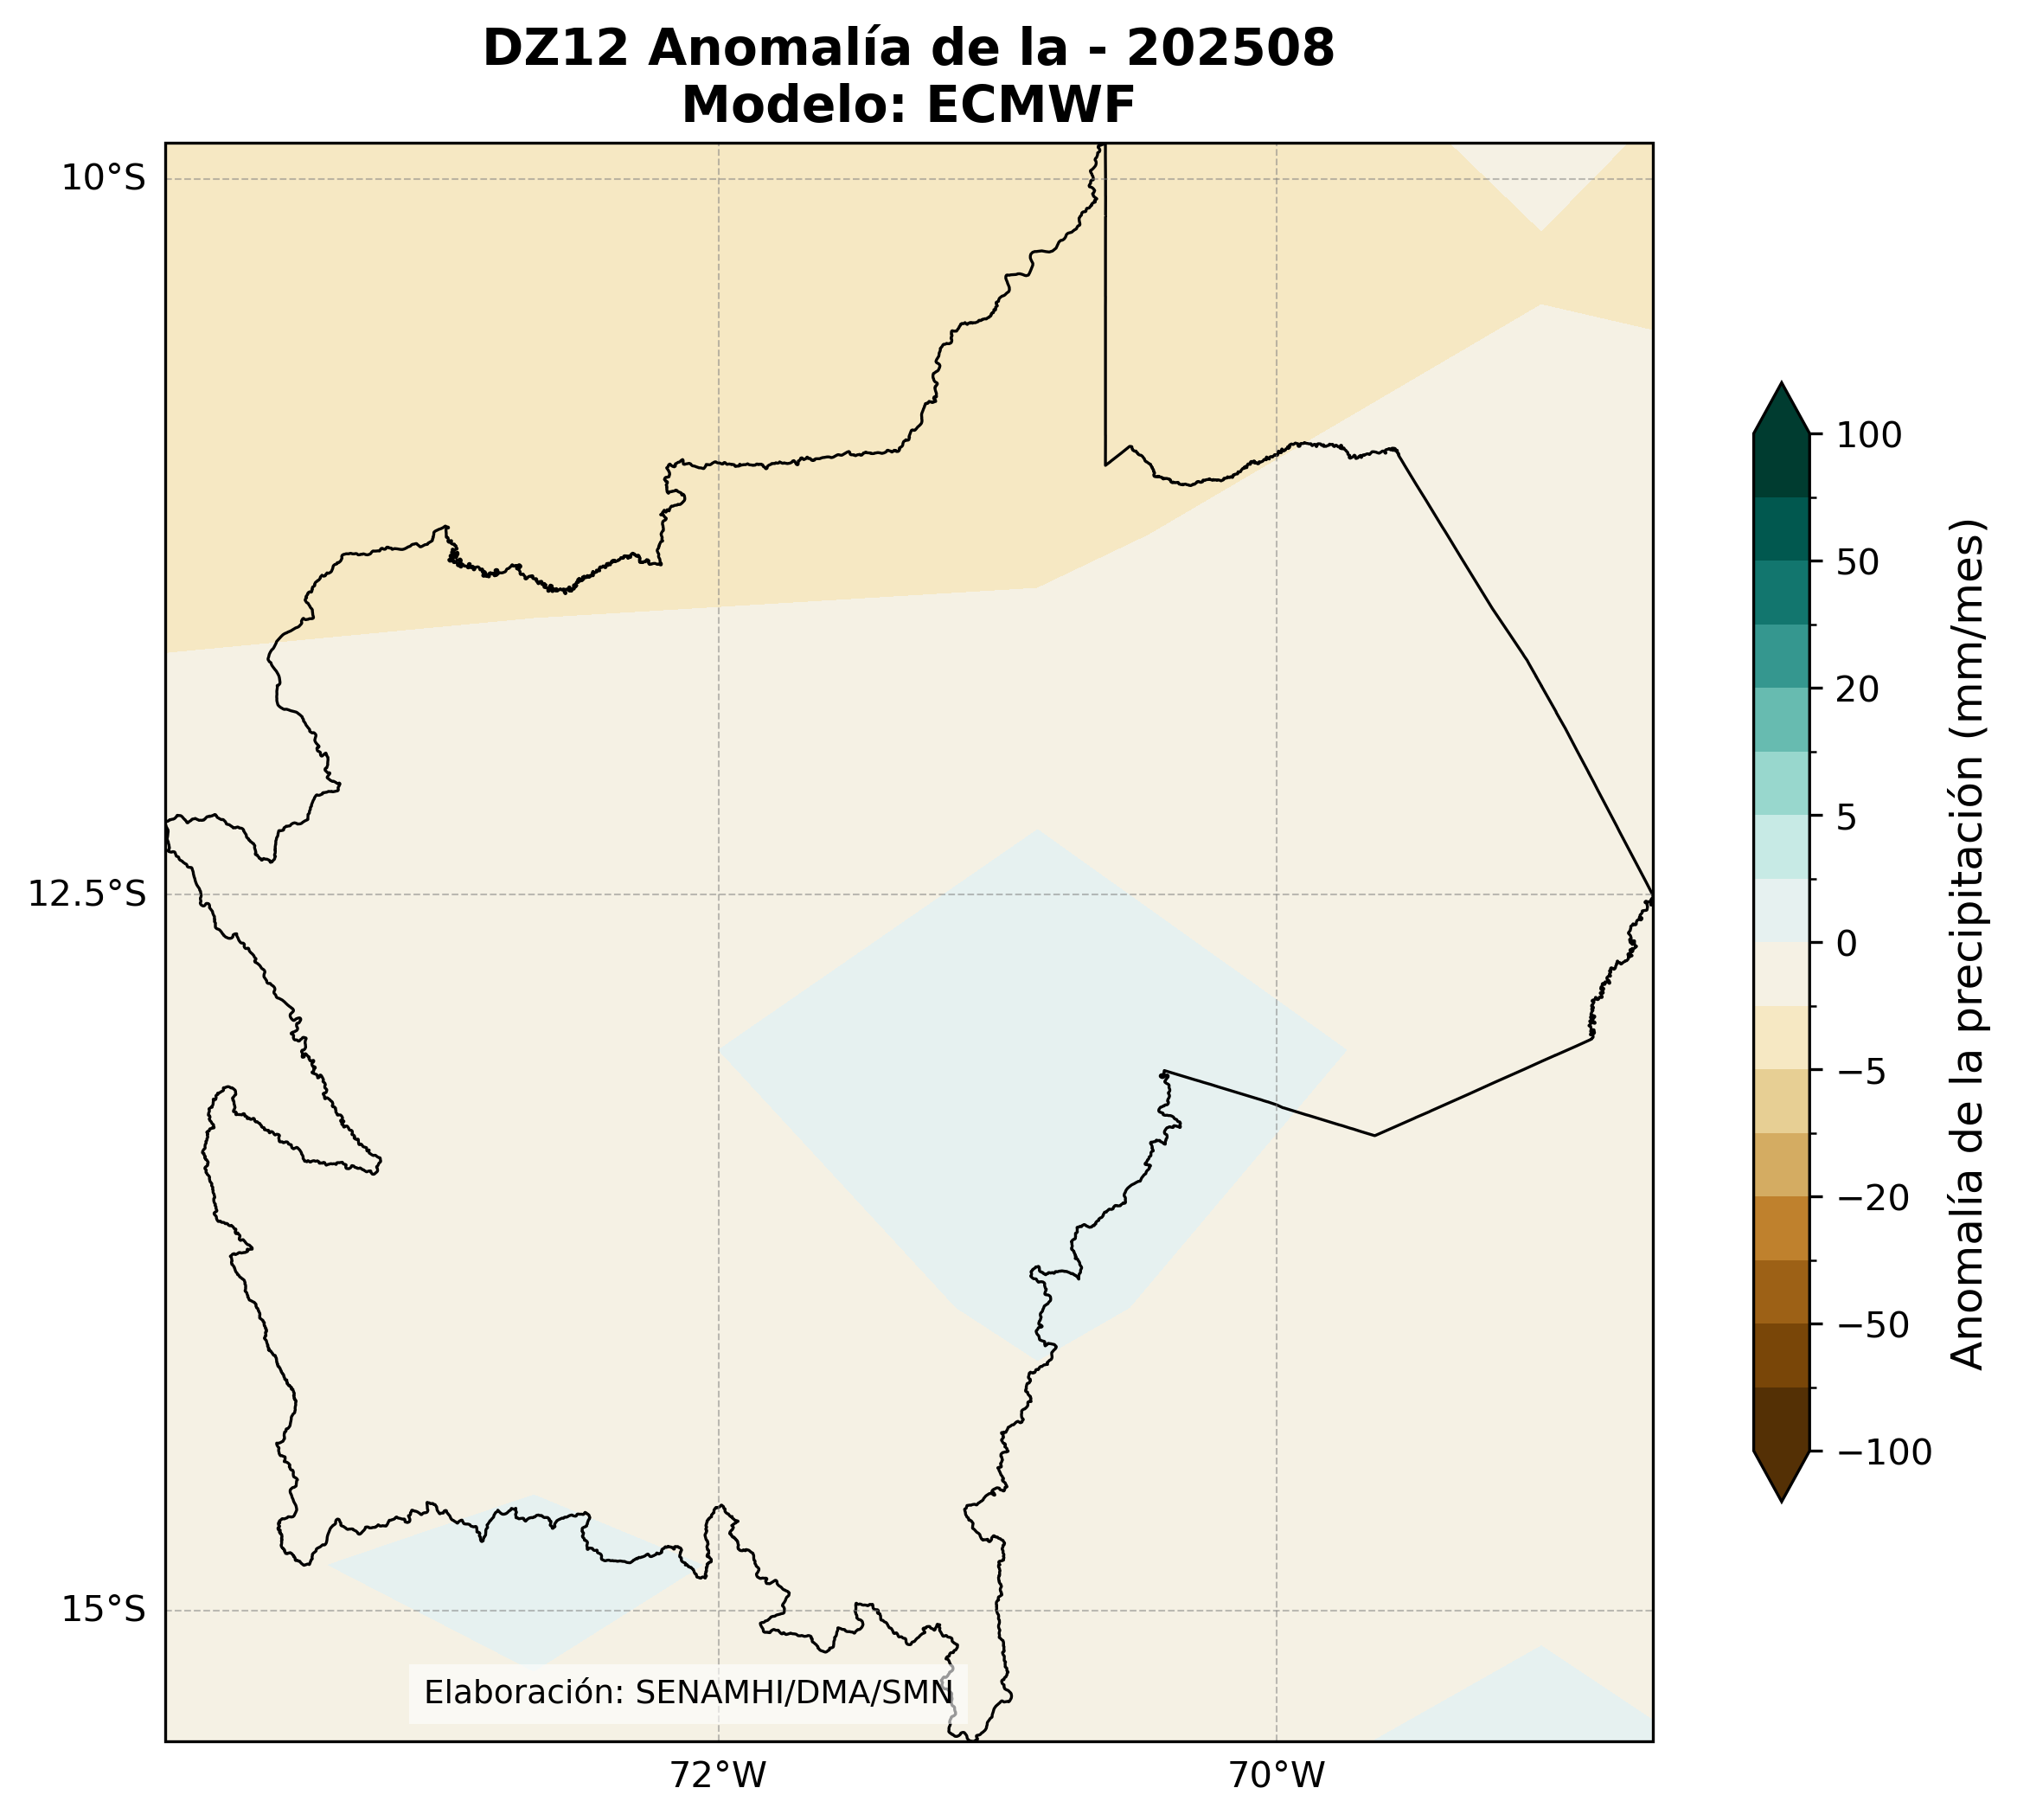 DZ12 Anomalía de la - 202508
Modelo: ECMWF
10°S
12.5°S
15°S
72°W
70°W
Elaboración: SENAMHI/DMA/SMN
100
50
20
5
0
−5
−20
−50
−100
Anomalía de la precipitación (mm/mes)